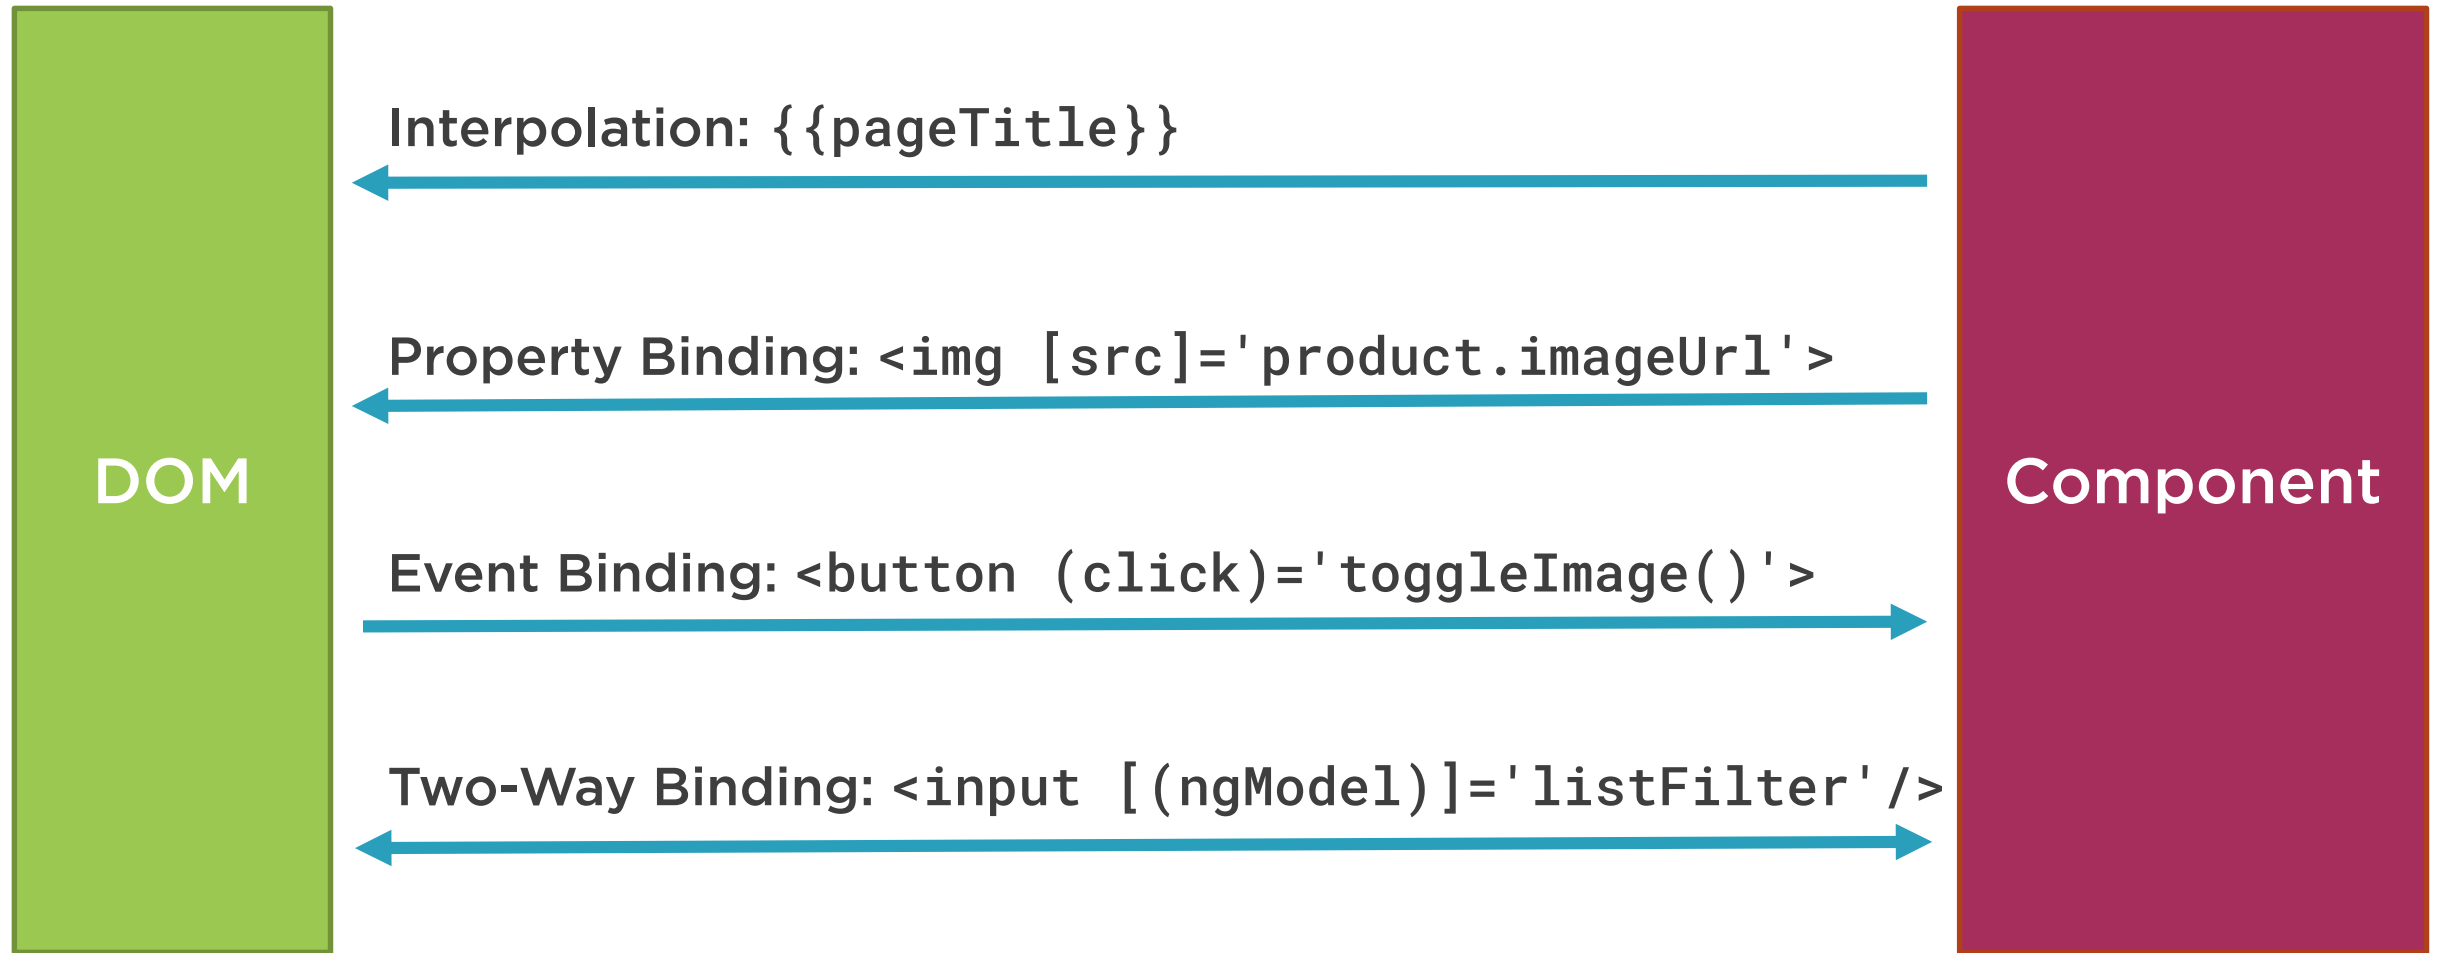 Interpolation: {{pageTitle}}
Property Binding: <img [src]='product.imageUrl'>
DOM
Component
Event Binding: <button (click)='toggleImage()'>
Two-Way Binding: <input [(ngModel)]='listFilter'/>